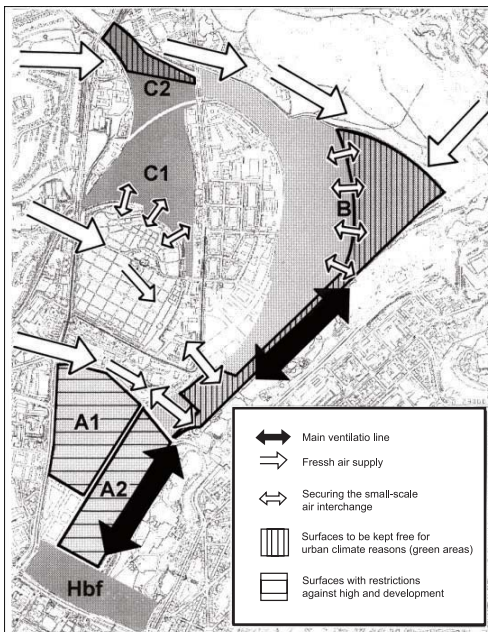 C2
C1
B
A1
A2
Hbf
Main ventilatio line
Fressh air supply
Securing the small-scale
air interchange
Surfaces to be kept free for
urban climate reasons (green areas)
Surfaces with restrictions
against high and development